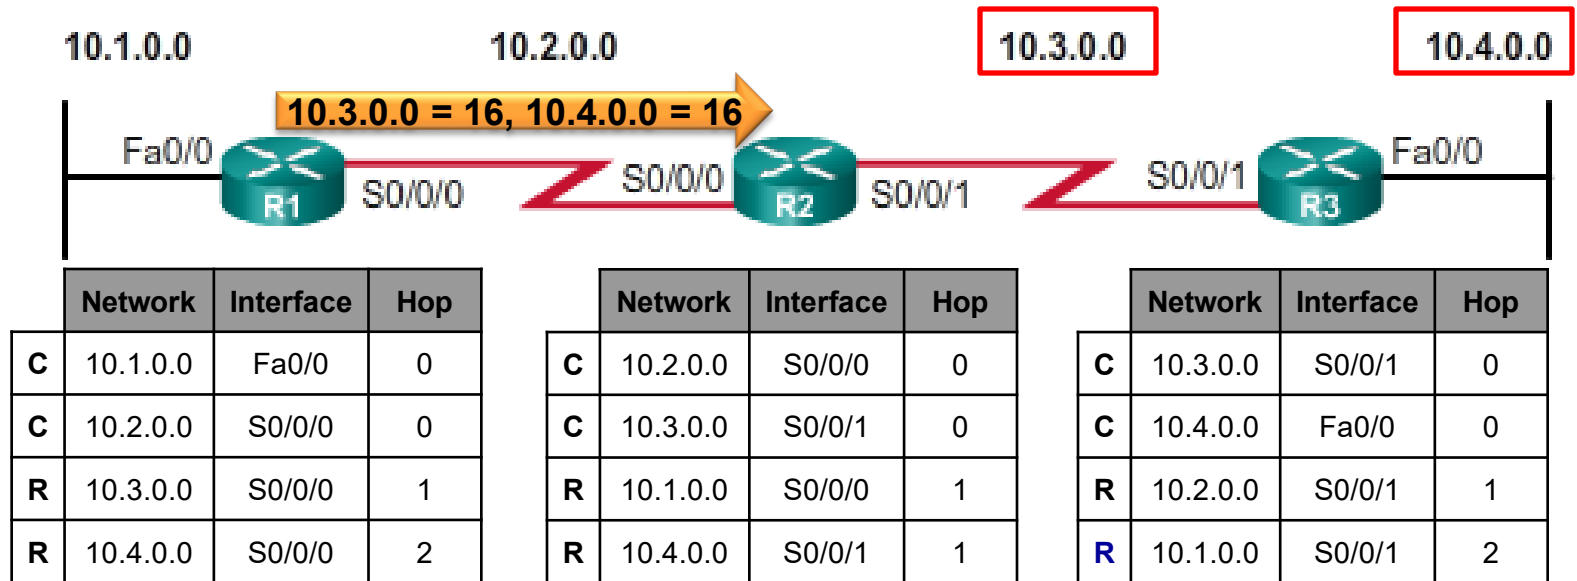 10.1.0.0 10.2.0.0 10.3.0.0 10.4.0.0
10.3.0.0 = 16, 10.4.0.0 = 16
Fa0/0 R1 S0/0/0 S0/0/0 R2 S0/0/1 S0/0/1 R3 Fa0/0
Network Interface Hop
C 10.1.0.0 Fa0/0 0
C 10.2.0.0 S0/0/0 0
R 10.3.0.0 S0/0/0 1
R 10.4.0.0 S0/0/0 2
Network Interface Hop
C 10.2.0.0 S0/0/0 0
C 10.3.0.0 S0/0/1 0
R 10.1.0.0 S0/0/0 1
R 10.4.0.0 S0/0/1 1
Network Interface Hop
C 10.3.0.0 S0/0/1 0
C 10.4.0.0 Fa0/0 0
R 10.2.0.0 S0/0/1 1
R 10.1.0.0 S0/0/1 2